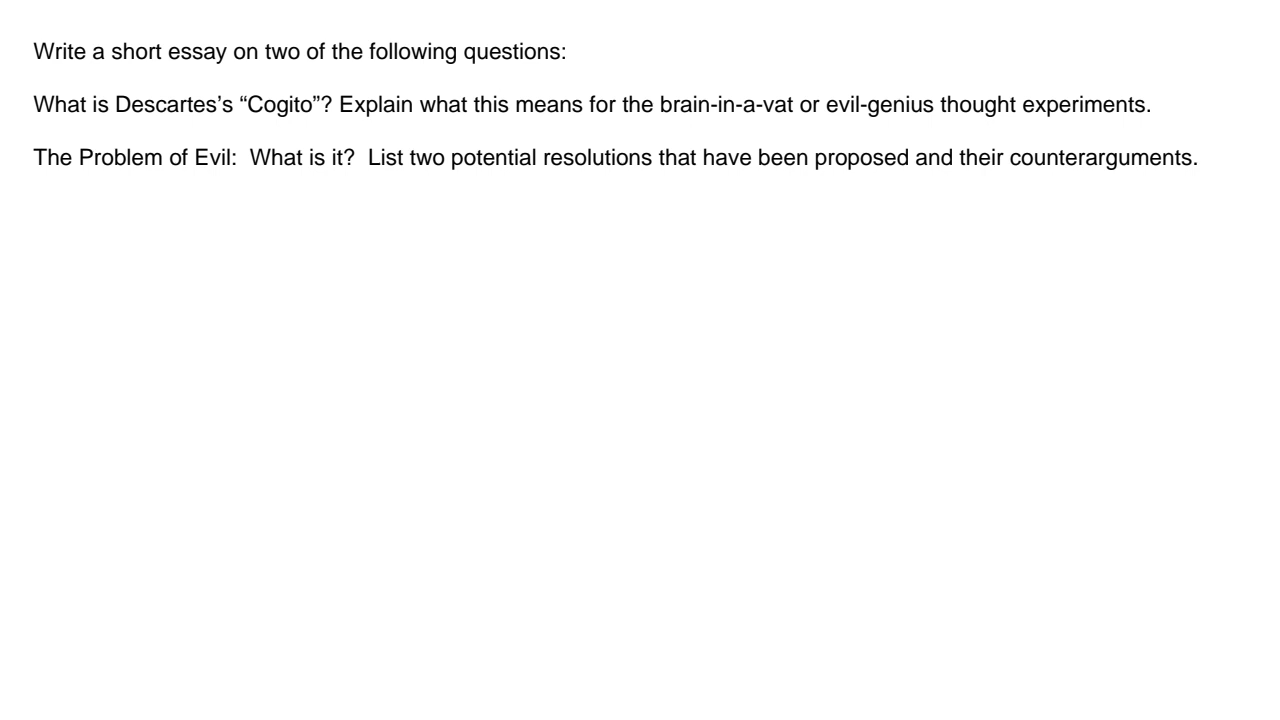 Write a short essay on two of the following questions:
What is Descartes’s “Cogito”? Explain what this means for the brain-in-a-vat or evil-genius thought experiments.
The Problem of Evil:  What is it?  List two potential resolutions that have been proposed and their counterarguments.